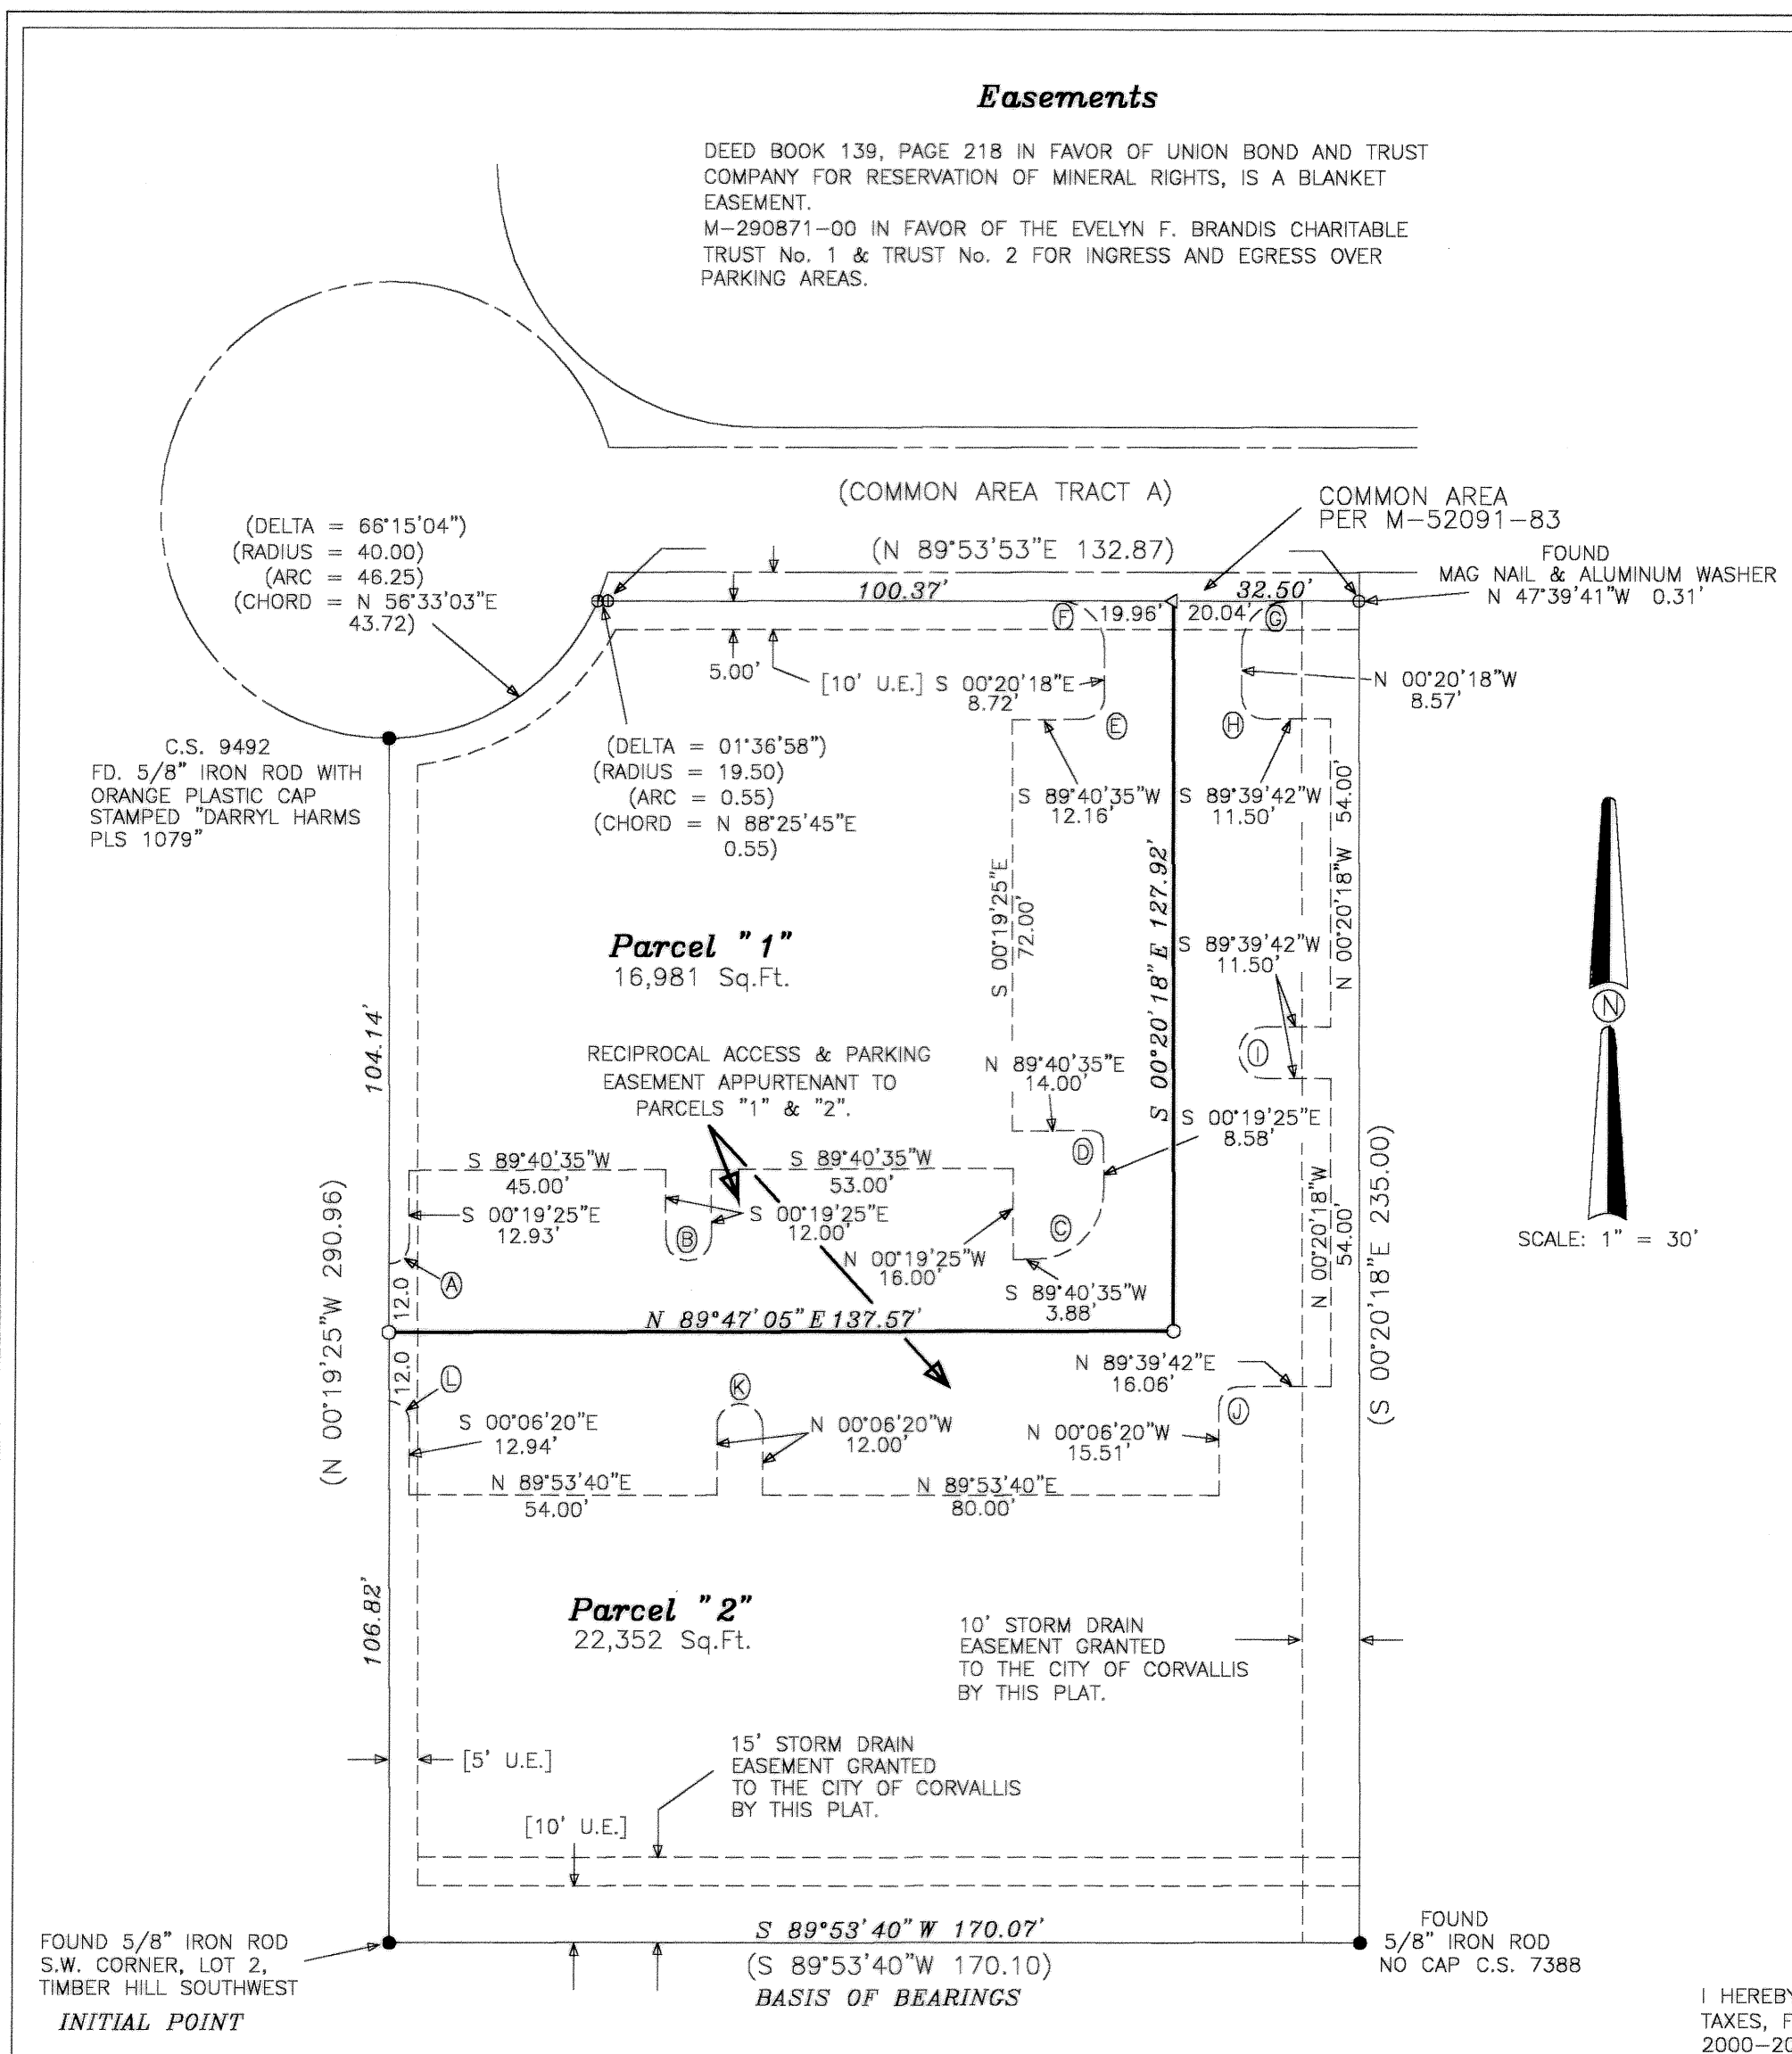 Easements
DEED BOOK 139, PAGE 218 IN FAVOR OF UNION BOND AND TRUST
COMPANY FOR RESERVATION OF MINERAL RIGHTS, IS A BLANKET
EASEMENT.
M-290871-00 IN FAVOR OF THE EVELYN F. BRANDIS CHARITABLE
TRUST No. 1 & TRUST No. 2 FOR INGRESS AND EGRESS OVER
PARKING AREAS.
(COMMON AREA TRACT A)
COMMON AREA
PER M-52091-83
(DELTA = 66°15'04")
(RADIUS = 40.00)
(ARC = 46.25)
(CHORD = N 56°33'03"E
43.72)
(N 89°53'53"E 132.87)
FOUND
MAG NAIL & ALUMINUM WASHER
N 47°39'41"W 0.31'
100.37'
32.50'
F
19.96'
20.04'
G
5.00'
[10' U.E.]
S 00°20'18"E
8.72'
N 00°20'18"W
8.57'
E
H
C.S. 9492
FD. 5/8" IRON ROD WITH
ORANGE PLASTIC CAP
STAMPED "DARRYL HARMS
PLS 1079"
(DELTA = 01°36'58")
(RADIUS = 19.50)
(ARC = 0.55)
(CHORD = N 88°25'45"E
0.55)
S 89°40'35"W
12.16'
S 89°39'42"W
11.50'
N 00°20'18"W 54.00'
S 00°19'25"E
72.00'
S 00°20'18"E 127.92'
Parcel "1"
16,981 Sq.Ft.
S 89°39'42"W
11.50'
N
104.14'
RECIPROCAL ACCESS & PARKING
EASEMENT APPURTENANT TO
PARCELS "1" & "2".
N 89°40'35"E
14.00'
I
S 00°19'25"E
8.58'
D
S 89°40'35"W
45.00'
S 89°40'35"W
53.00'
S 00°19'25"E
12.93'
B
S 00°19'25"E
12.00'
C
N 00°19'25"W
16.00'
S 89°40'35"W
3.88'
N 00°20'18"W
54.00'
(S 00°20'18"E 235.00)
SCALE: 1" = 30'
(N 00°19'25"W 290.96)
A
12.0
N 89°47'05"E 137.57'
12.0
L
K
N 89°39'42"E
16.06'
J
S 00°06'20"E
12.94'
N 00°06'20"W
12.00'
N 00°06'20"W
15.51'
N 89°53'40"E
54.00'
N 89°53'40"E
80.00'
106.82'
Parcel "2"
22,352 Sq.Ft.
10' STORM DRAIN
EASEMENT GRANTED
TO THE CITY OF CORVALLIS
BY THIS PLAT.
[5' U.E.]
15' STORM DRAIN
EASEMENT GRANTED
TO THE CITY OF CORVALLIS
BY THIS PLAT.
[10' U.E.]
FOUND 5/8" IRON ROD
S.W. CORNER, LOT 2,
TIMBER HILL SOUTHWEST
INITIAL POINT
S 89°53'40"W 170.07'
(S 89°53'40"W 170.10)
BASIS OF BEARINGS
FOUND
5/8" IRON ROD
NO CAP C.S. 7388
I HEREBY
TAXES, F
2000-20